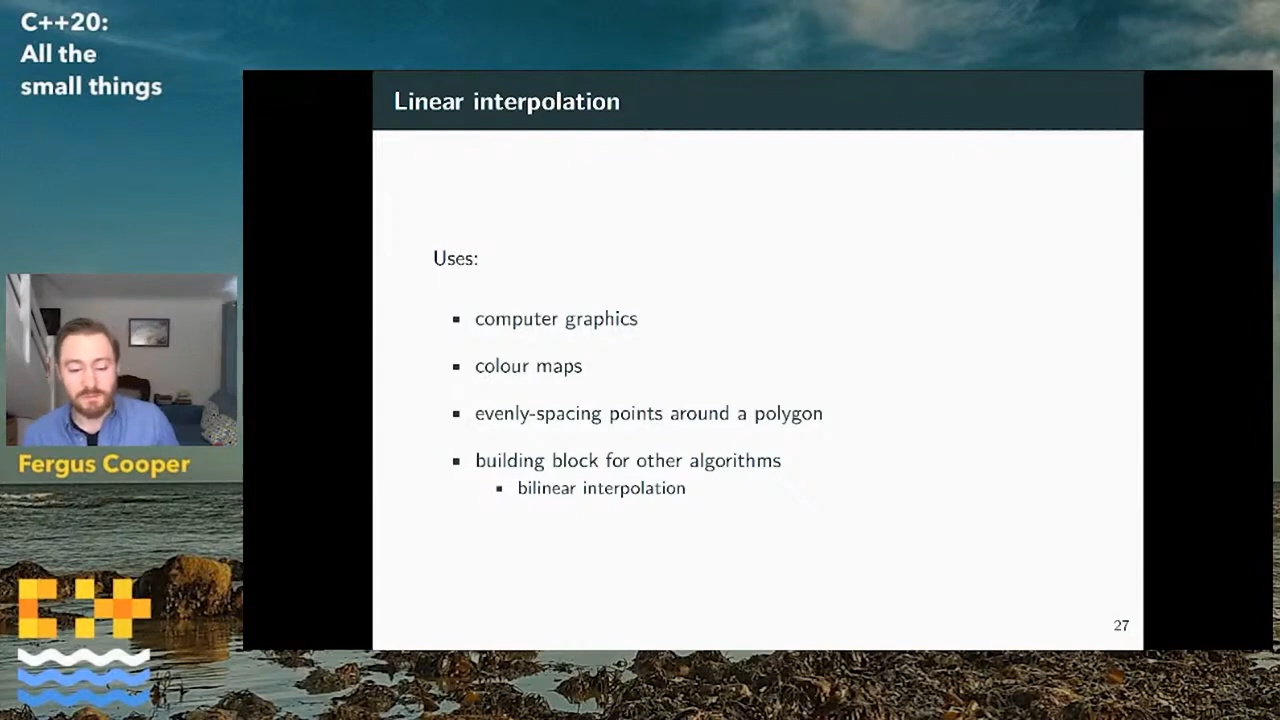 C++20:
All the
small things
Linear interpolation
Uses:
▪ computer graphics
▪ colour maps
▪ evenly-spacing points around a polygon
▪ building block for other algorithms
▪ bilinear interpolation
27
Fergus Cooper
C++